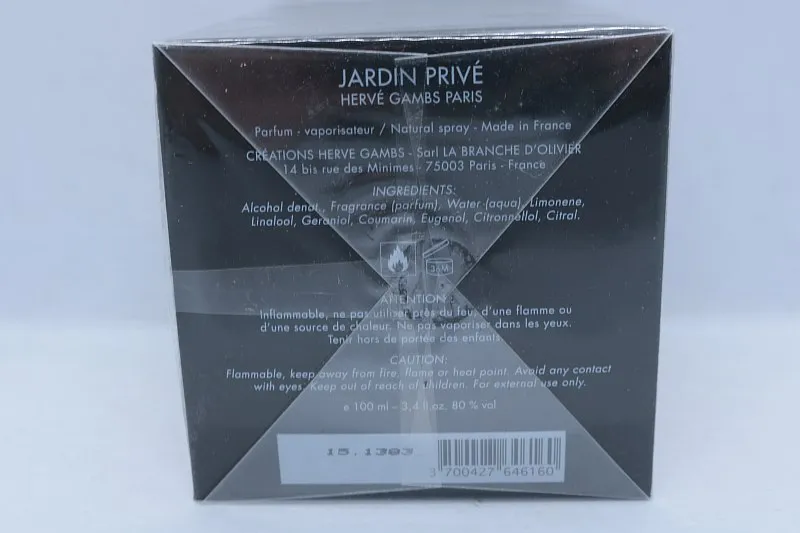 JARDIN PRIVÉ
HERVÉ GAMBS PARIS
Parfum - vaporisateur / Natural spray - Made in France
CRÉATIONS HERVE GAMBS - Sarl LA BRANCHE D'OLIVIER
14 bis rue des Minimes - 75003 Paris - France
INGREDIENTS:
Alcohol denat., Fragrance (parfum), Water (aqua), Limonene,
Linalool, Geraniol, Coumarin, Eugenol, Citronnellol, Citral.
36M
ATTENTION:
Inflammable, ne pas utiliser près du feu, d'une flamme ou
d'une source de chaleur. Ne pas vaporiser dans les yeux.
Tenir hors de portée des enfants.
CAUTION:
Flammable, keep away from fire, flame or heat point. Avoid any contact
with eyes. Keep out of reach of children. For external use only.
e 100 ml – 3,4 fl.oz. 80 % vol
15.1303
3 700427 646160